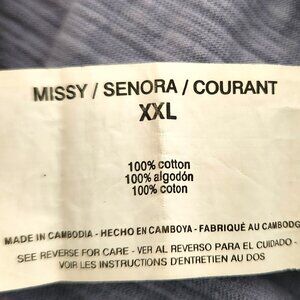 MISSY / SENORA / COURANT
XXL
100% cotton
100% algodón
100% coton
MADE IN CAMBODIA - HECHO EN CAMBOYA - FABRIQUÉ AU CAMBODG
SEE REVERSE FOR CARE - VER AL REVERSO PARA EL CUIDADO -
VOIR LES INSTRUCTIONS D'ENTRETIEN AU DOS